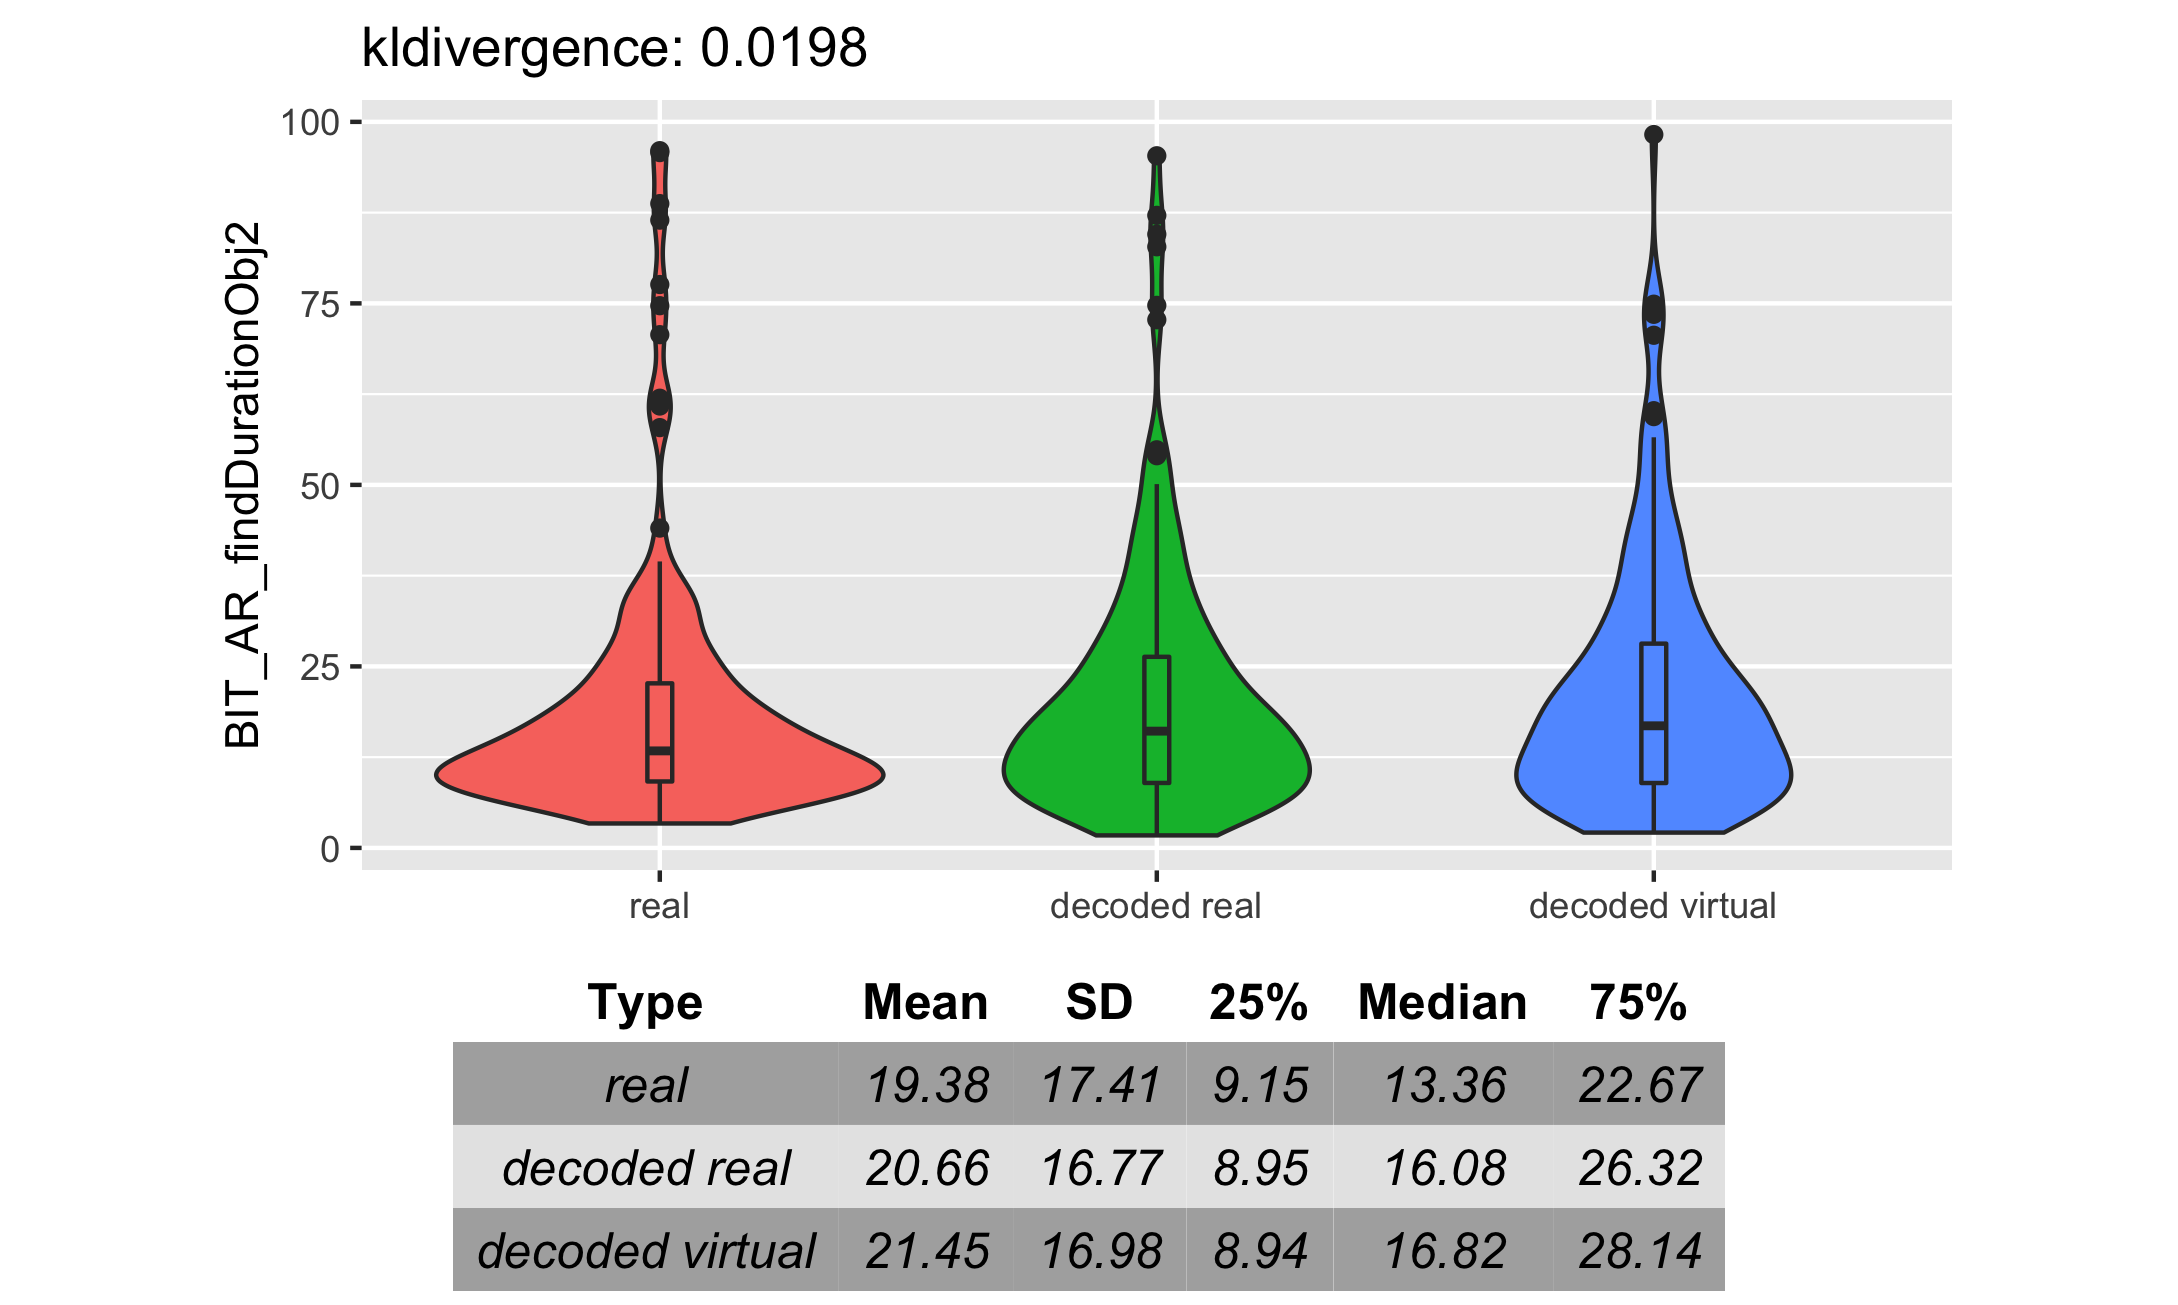 kldivergence: 0.0198
BIT_AR_findDurationObj2
100
75
50
25
0
real decoded real decoded virtual
Type Mean SD 25% Median 75%
real 19.38 17.41 9.15 13.36 22.67
decoded real 20.66 16.77 8.95 16.08 26.32
decoded virtual 21.45 16.98 8.94 16.82 28.14